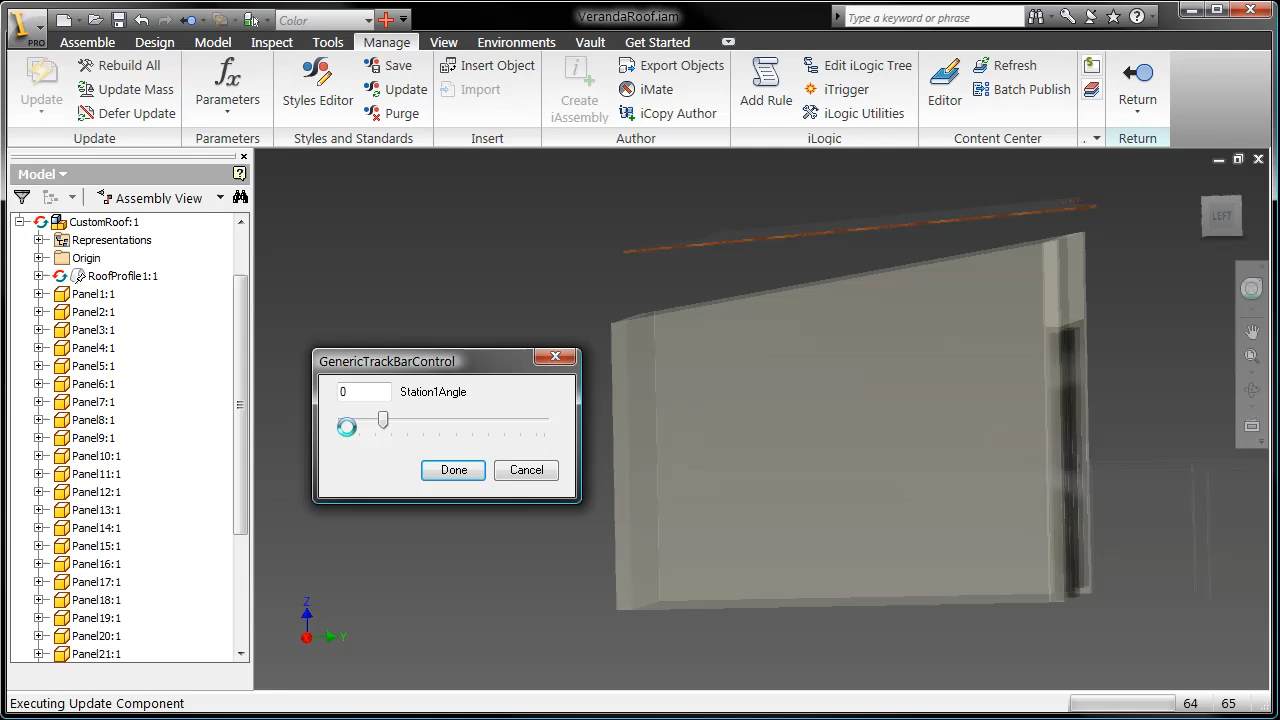 Color
VerandaRoof.iam
Type a keyword or phrase
PRO
Assemble Design Model Inspect Tools Manage View Environments Vault Get Started
Update
Rebuild All
Update Mass
Defer Update
Update
fx
Parameters
Parameters
Styles Editor
Save
Update
Purge
Styles and Standards
Insert Object
Import
Insert
Create
iAssembly
Export Objects
iMate
iCopy Author
Author
Add Rule
Edit iLogic Tree
iTrigger
iLogic Utilities
iLogic
Editor
Refresh
Batch Publish
Content Center
Return
Return
Model
Assembly View
CustomRoof:1
Representations
Origin
RoofProfile1:1
Panel1:1
Panel2:1
Panel3:1
Panel4:1
Panel5:1
Panel6:1
Panel7:1
Panel8:1
Panel9:1
Panel10:1
Panel11:1
Panel12:1
Panel13:1
Panel14:1
Panel15:1
Panel16:1
Panel17:1
Panel18:1
Panel19:1
Panel20:1
Panel21:1
LEFT
GenericTrackBarControl
0 Station1Angle
Done Cancel
Z
Y
Executing Update Component
64 65